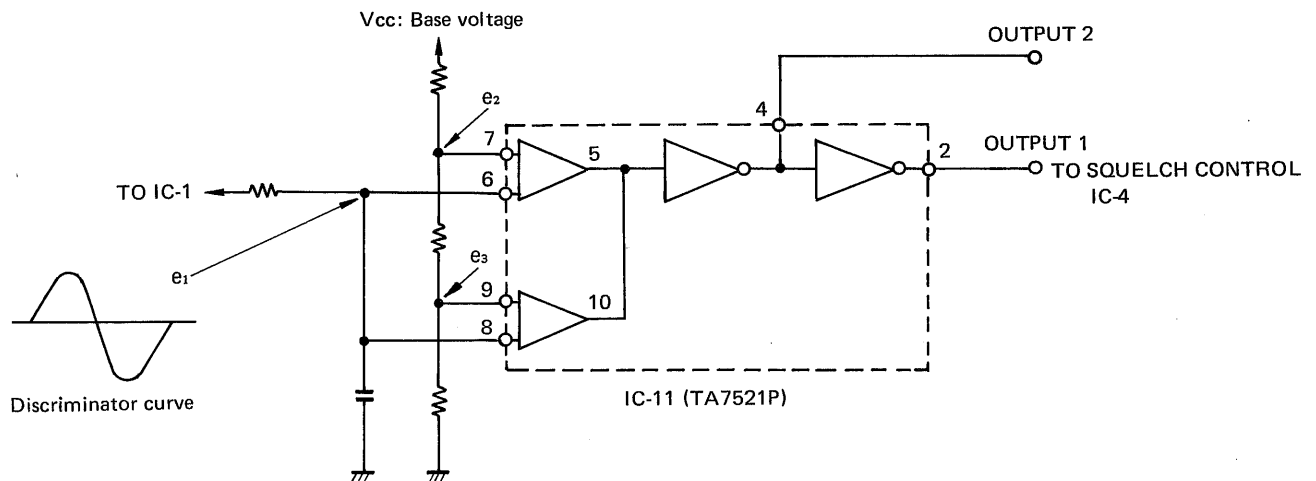 Vcc: Base voltage
OUTPUT 2
e₂
4
7
5
2
OUTPUT 1
6
TO IC-1
TO SQUELCH CONTROL
IC-4
e₁
e₃
9
10
8
IC-11 (TA7521P)
Discriminator curve